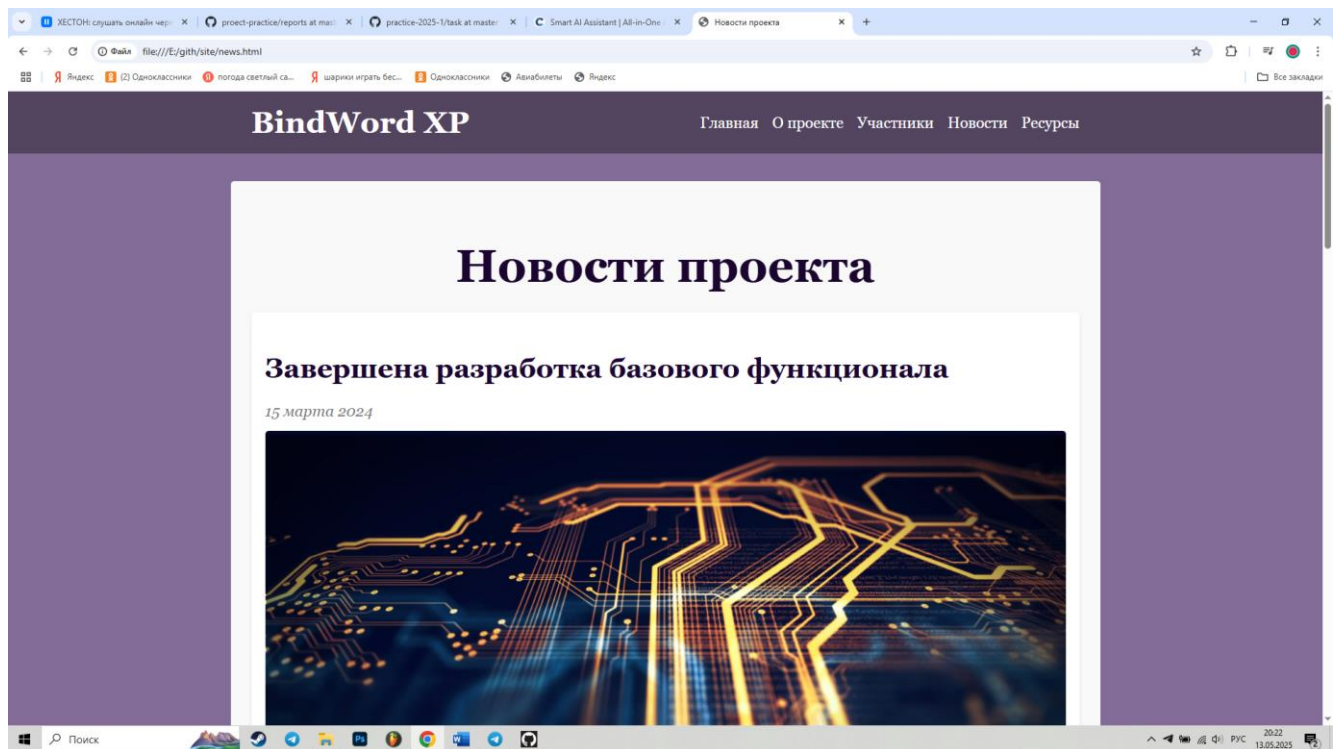 ХЕСТОН: слушать онлайн чер
proect-practice/reports at mast
practice-2025-1/task at master
Smart AI Assistant | All-in-One
Новости проекта
Файл file:///E:/gith/site/news.html
Яндекс (2) Одноклассники погода светлый са... шарики играть бес... Одноклассники Авиабилеты Яндекс Все закладки
BindWord XP
Главная О проекте Участники Новости Ресурсы
Новости проекта
Завершена разработка базового функционала
15 марта 2024
Поиск
РУС
20:22
13.05.2025